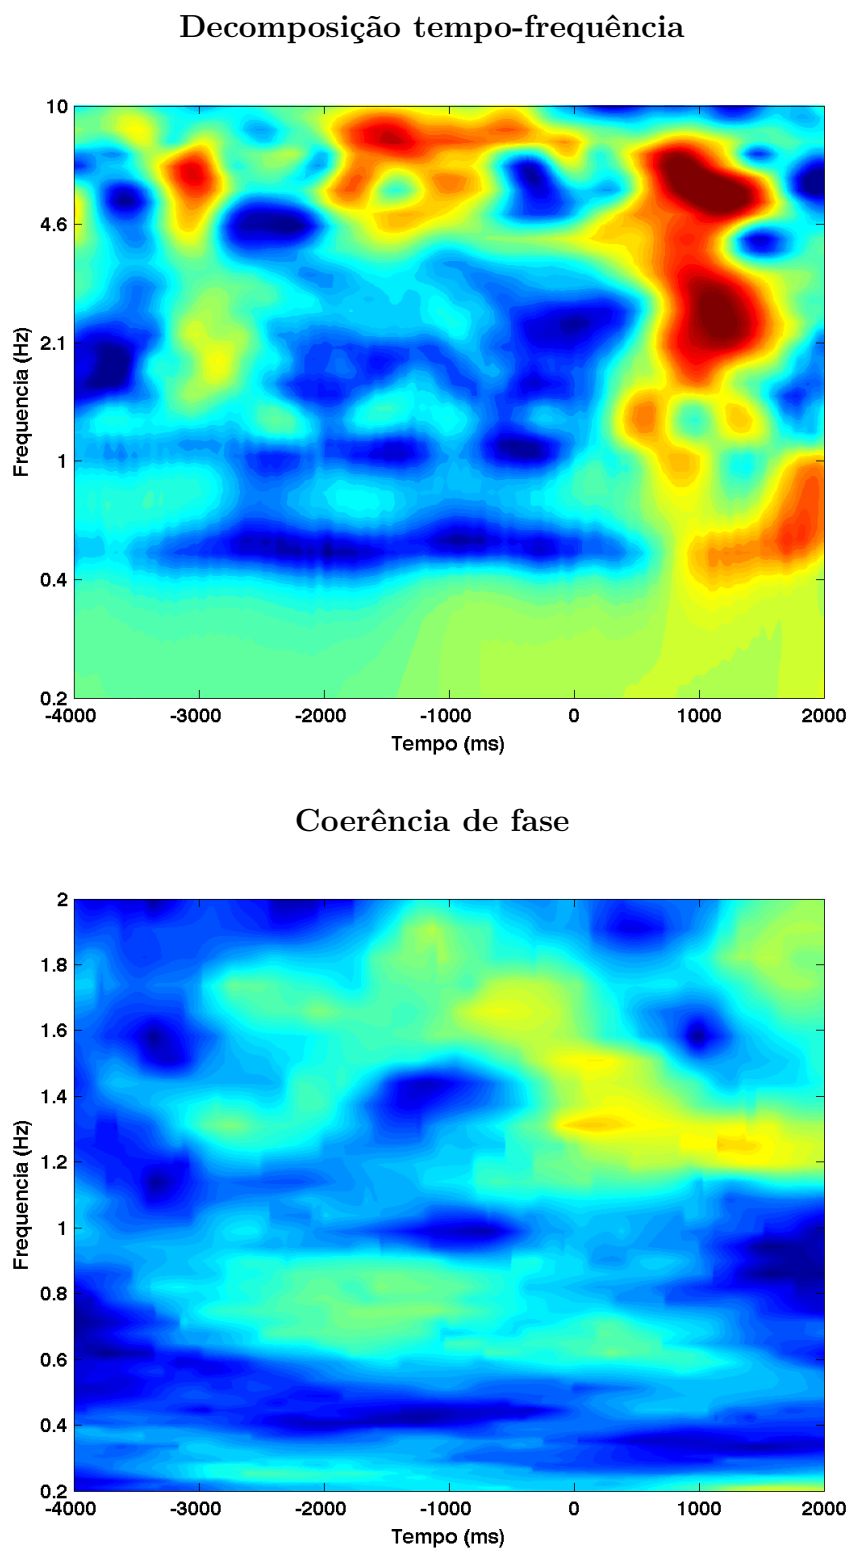 Decomposição tempo-frequência
10
4.6
2.1
1
0.4
0.2
Frequencia (Hz)
-4000 -3000 -2000 -1000 0 1000 2000
Tempo (ms)
Coerência de fase
2
1.8
1.6
1.4
1.2
1
0.8
0.6
0.4
0.2
Frequencia (Hz)
-4000 -3000 -2000 -1000 0 1000 2000
Tempo (ms)